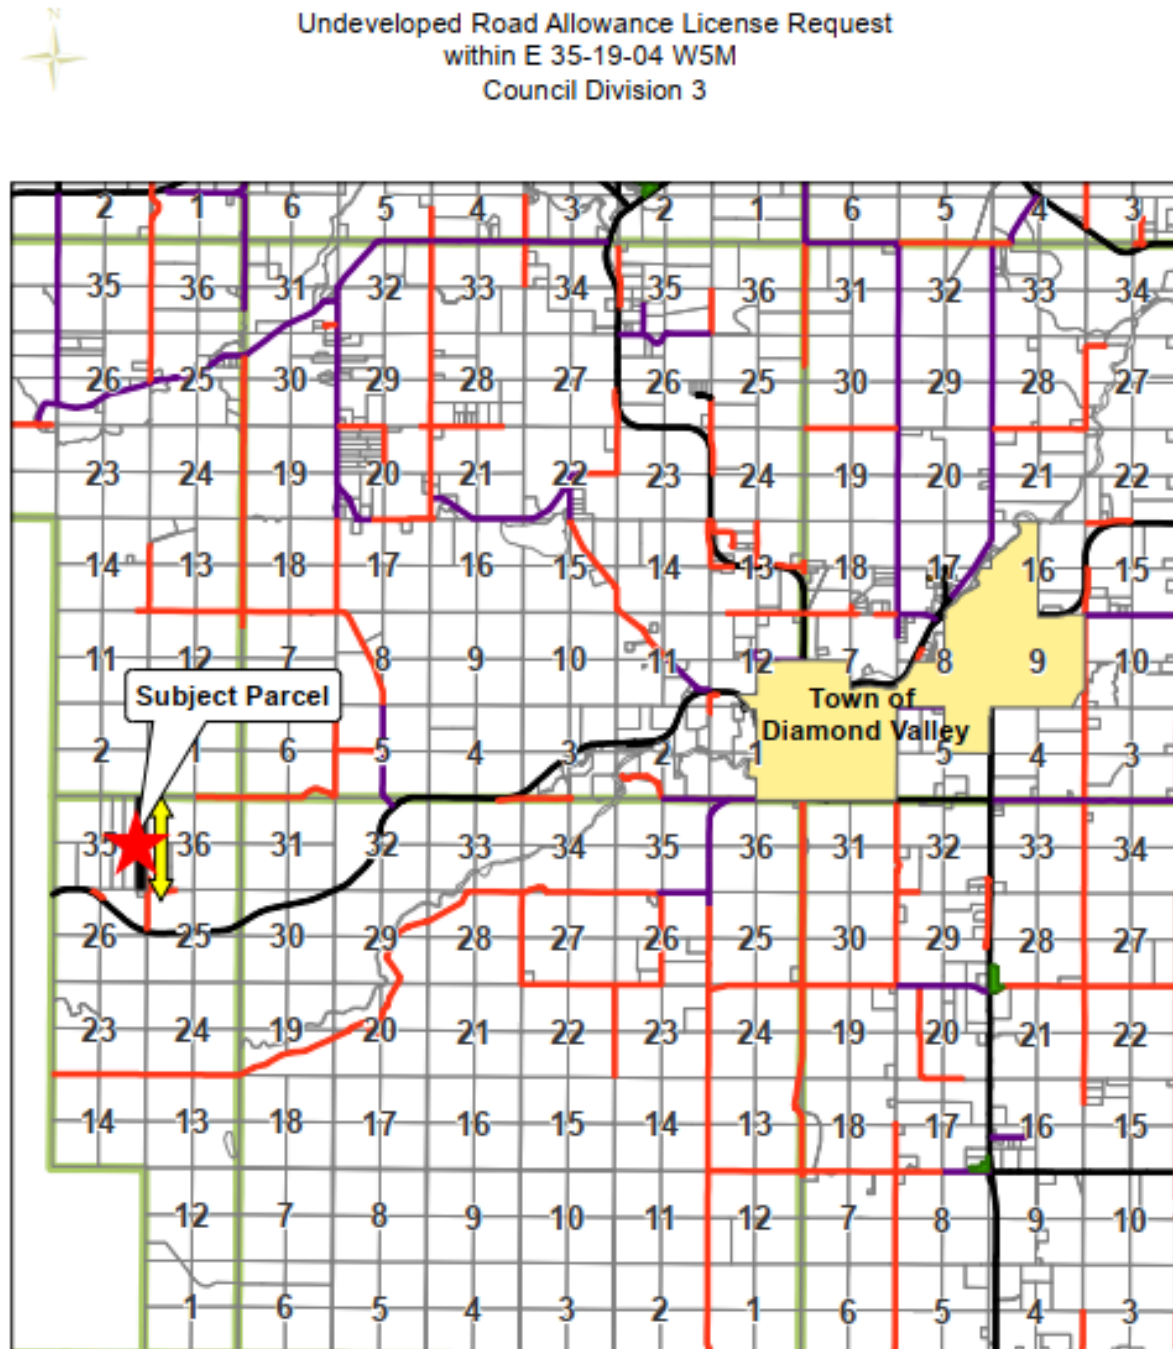 Undeveloped Road Allowance License Request
within E 35-19-04 W5M
Council Division 3
2 1 6 5 4 3 2 1 6 5 4 3
35 36 31 32 33 34 35 36 31 32 33 34
26 25 30 29 28 27 26 25 30 29 28 27
23 24 19 20 21 22 23 24 19 20 21 22
14 13 18 17 16 15 14 13 18 17 16 15
11 12 7 8 9 10 11 12 7 8 9 10
Subject Parcel
Town of
Diamond Valley
2 1 6 5 4 3 2 1 5 4 3
35 36 31 32 33 34 35 36 31 32 33 34
26 25 30 29 28 27 26 25 30 29 28 27
23 24 19 20 21 22 23 24 19 20 21 22
14 13 18 17 16 15 14 13 18 17 16 15
12 7 8 9 10 11 12 7 8 9 10
1 6 5 4 3 2 1 6 5 4 3